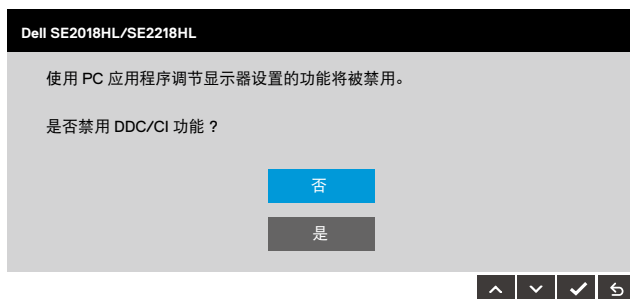 Dell SE2018HL/SE2218HL
使用 PC 应用程序调节显示器设置的功能将被禁用。
是否禁用 DDC/CI 功能？
否
是